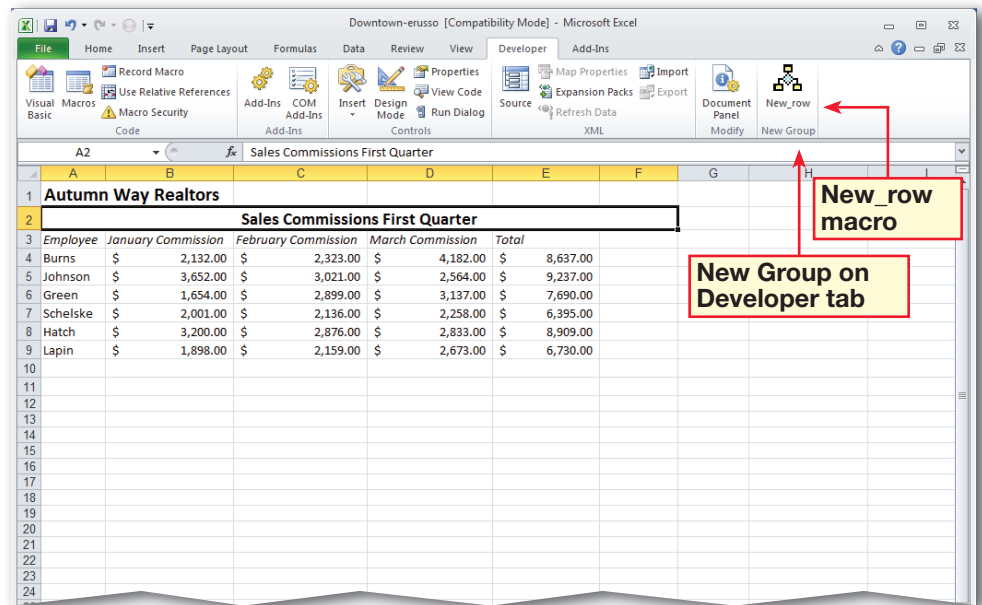 Downtown-erusso [Compatibility Mode] - Microsoft Excel
File Home Insert Page Layout Formulas Data Review View Developer Add-Ins
Visual Basic
Macros
Record Macro
Use Relative References
Macro Security
Code
Add-Ins
COM Add-Ins
Add-Ins
Insert
Design Mode
Properties
View Code
Run Dialog
Controls
Source
Map Properties
Expansion Packs
Refresh Data
Import
Export
XML
Document Panel
Modify
New_row
New Group
A2 fx Sales Commissions First Quarter
A B C D E F G H I
1 Autumn Way Realtors
2 Sales Commissions First Quarter
3 Employee January Commission February Commission March Commission Total
4 Burns $ 2,132.00 $ 2,323.00 $ 4,182.00 $ 8,637.00
5 Johnson $ 3,652.00 $ 3,021.00 $ 2,564.00 $ 9,237.00
6 Green $ 1,654.00 $ 2,899.00 $ 3,137.00 $ 7,690.00
7 Schelske $ 2,001.00 $ 2,136.00 $ 2,258.00 $ 6,395.00
8 Hatch $ 3,200.00 $ 2,876.00 $ 2,833.00 $ 8,909.00
9 Lapin $ 1,898.00 $ 2,159.00 $ 2,673.00 $ 6,730.00
10
11
12
13
14
15
16
17
18
19
20
21
22
23
24
New_row
macro
New Group on
Developer tab